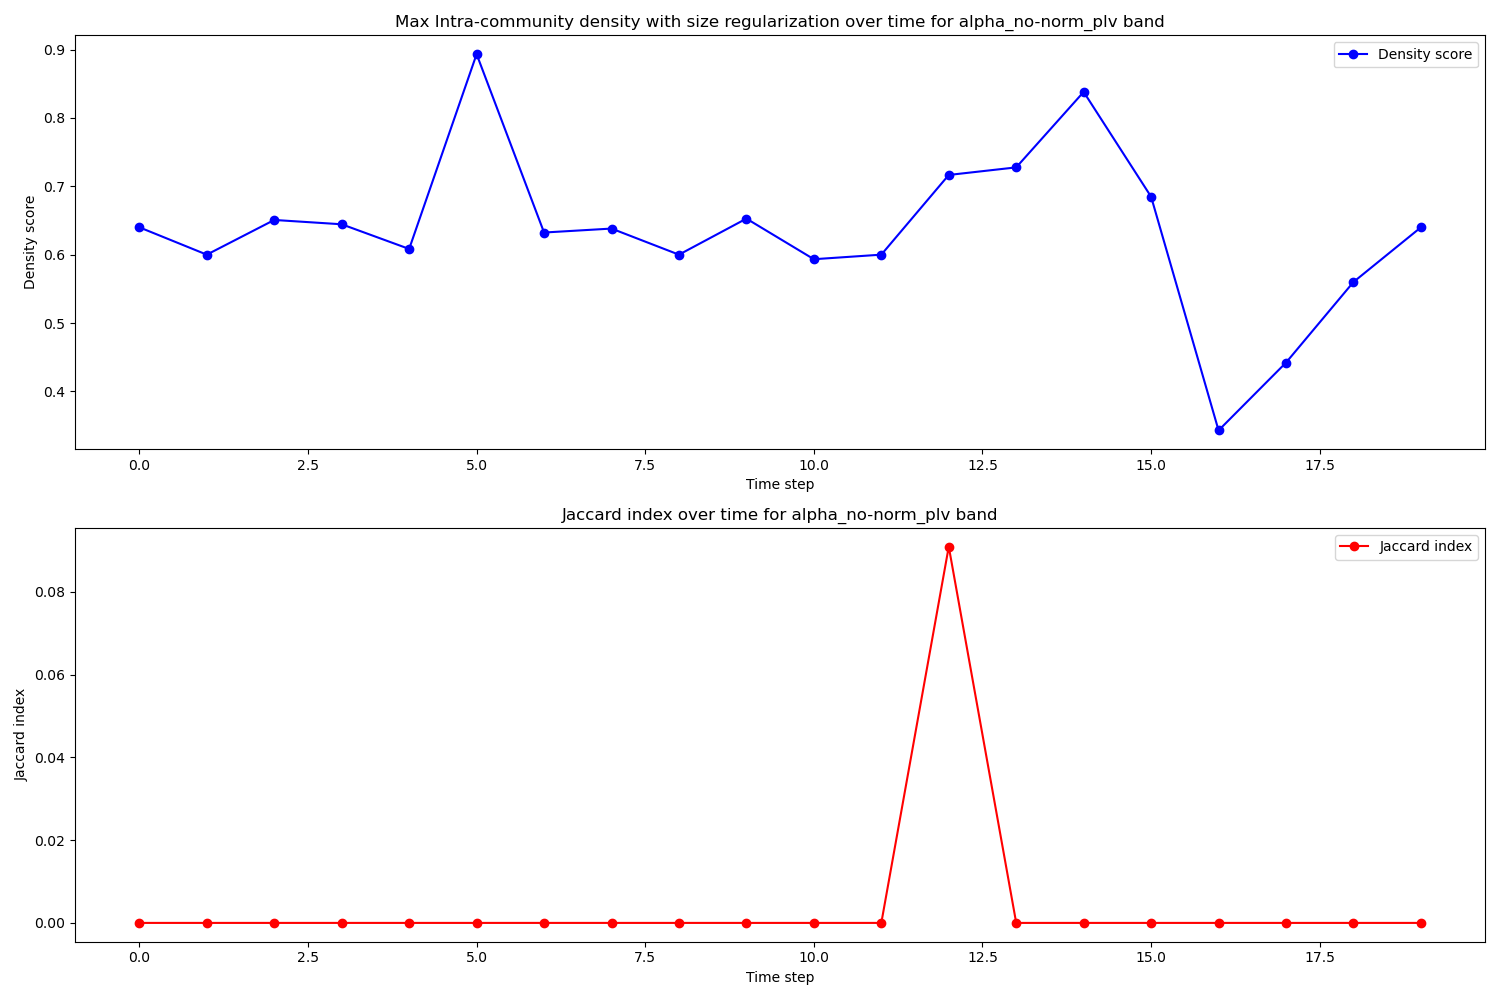 Max Intra-community density with size regularization over time for alpha_no-norm_plv band
Density score
0.9
0.8
0.7
0.6
0.5
0.4
Density score
0.0 2.5 5.0 7.5 10.0 12.5 15.0 17.5
Time step
Jaccard index over time for alpha_no-norm_plv band
Jaccard index
0.08
0.06
0.04
0.02
0.00
Jaccard index
0.0 2.5 5.0 7.5 10.0 12.5 15.0 17.5
Time step